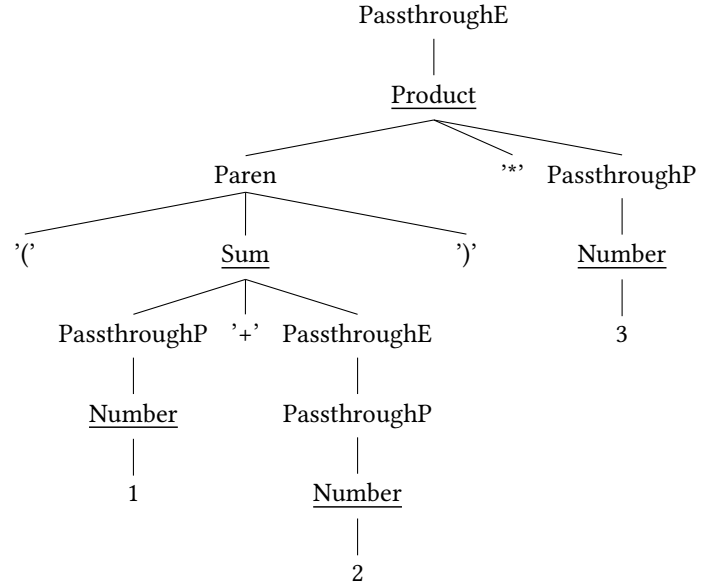 PassthroughE
Product
Paren '*' PassthroughP
'(' Sum ')' Number
PassthroughP '+' PassthroughE 3
Number PassthroughP
1 Number
2